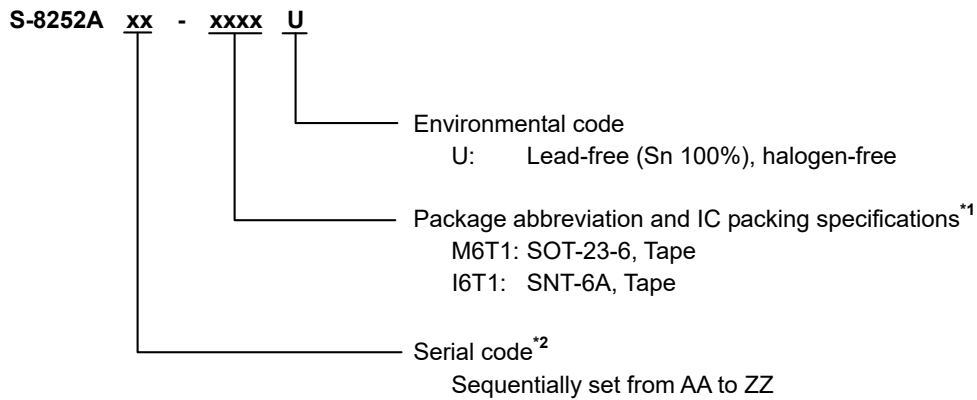 S-8252A xx - xxxx U
Environmental code
U: Lead-free (Sn 100%), halogen-free
Package abbreviation and IC packing specifications*1
M6T1: SOT-23-6, Tape
I6T1: SNT-6A, Tape
Serial code*2
Sequentially set from AA to ZZ